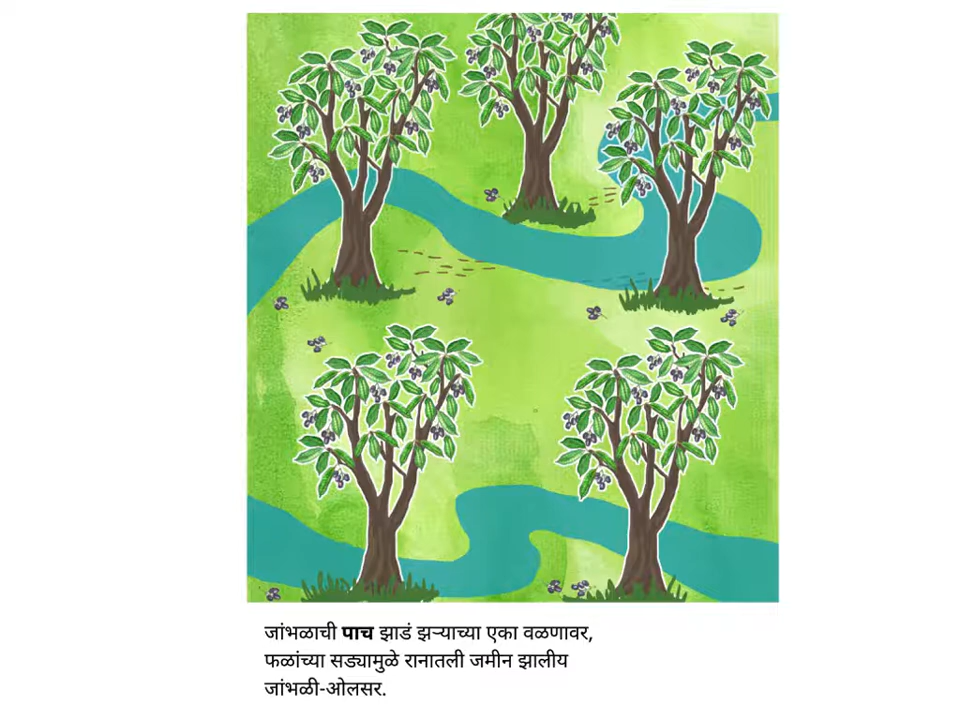 जांभळाची पाच झाडं झऱ्याच्या एका वळणावर,
फळांच्या सड्यामुळे रानातली जमीन झालीय
जांभळी-ओलसर.